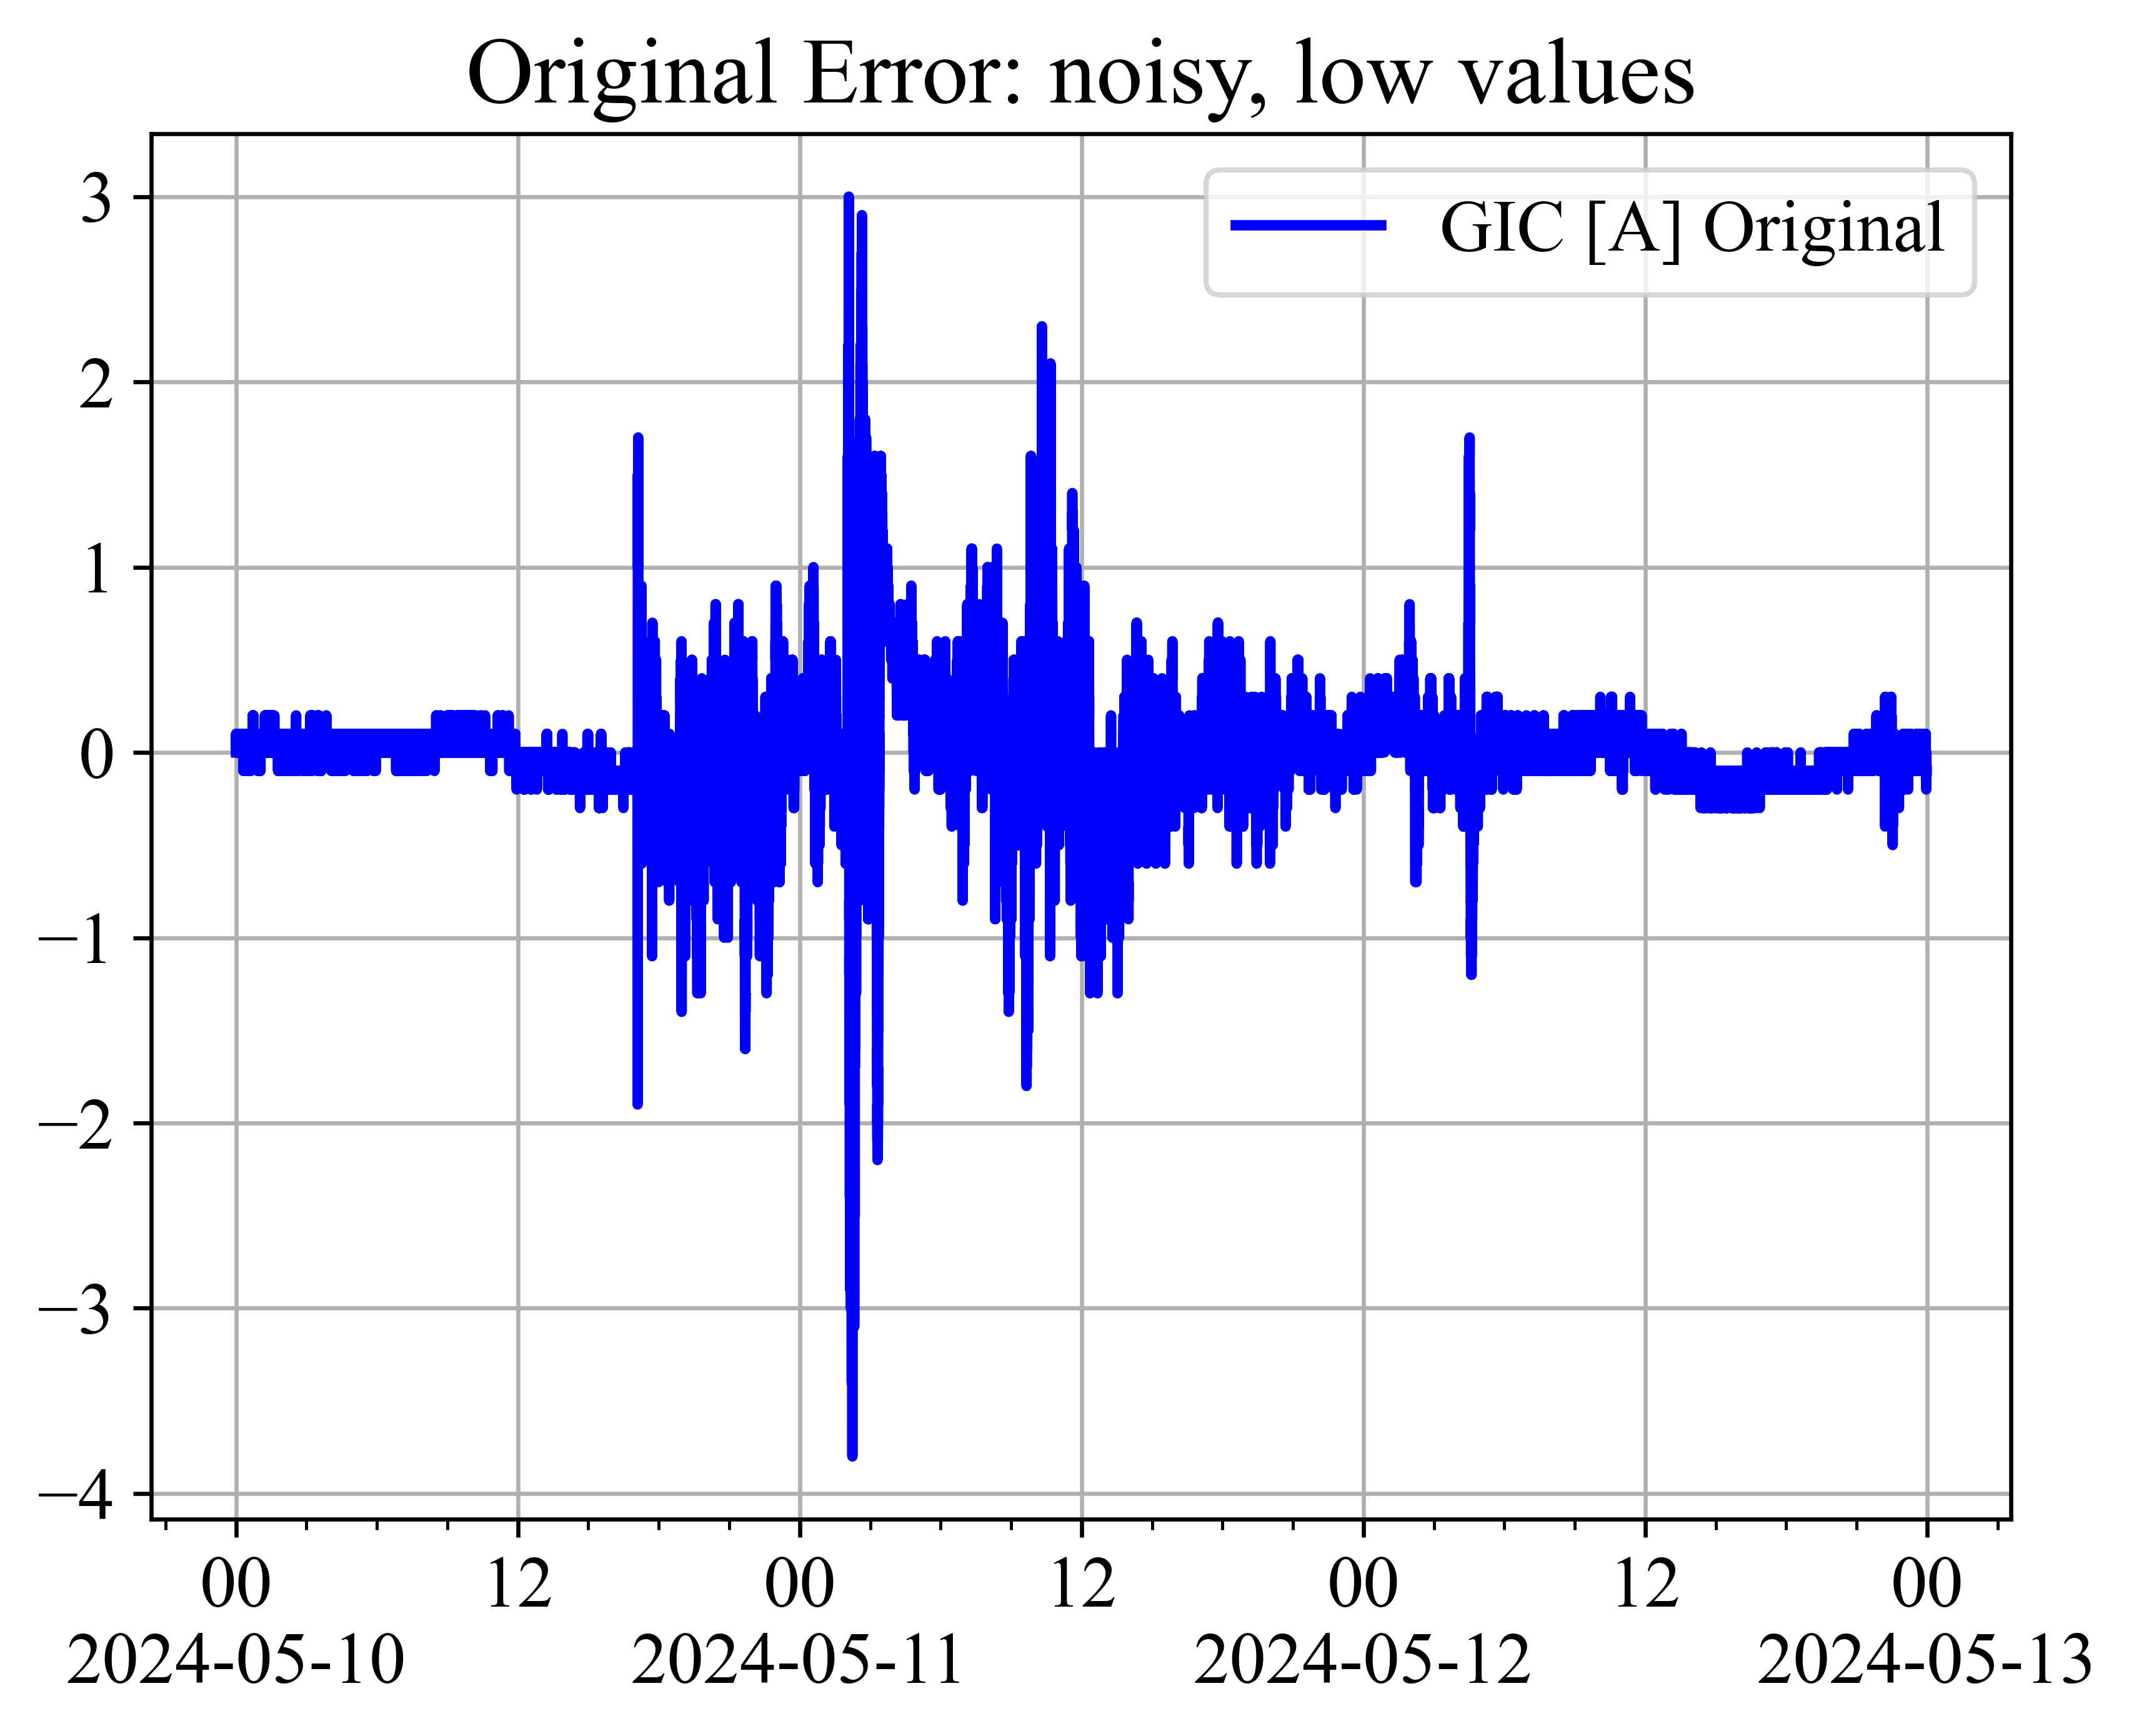 Original Error: noisy, low values
GIC [A] Original
3
2
1
0
−1
−2
−3
−4
00 12 00 12 00 12 00
2024-05-10 2024-05-11 2024-05-12 2024-05-13